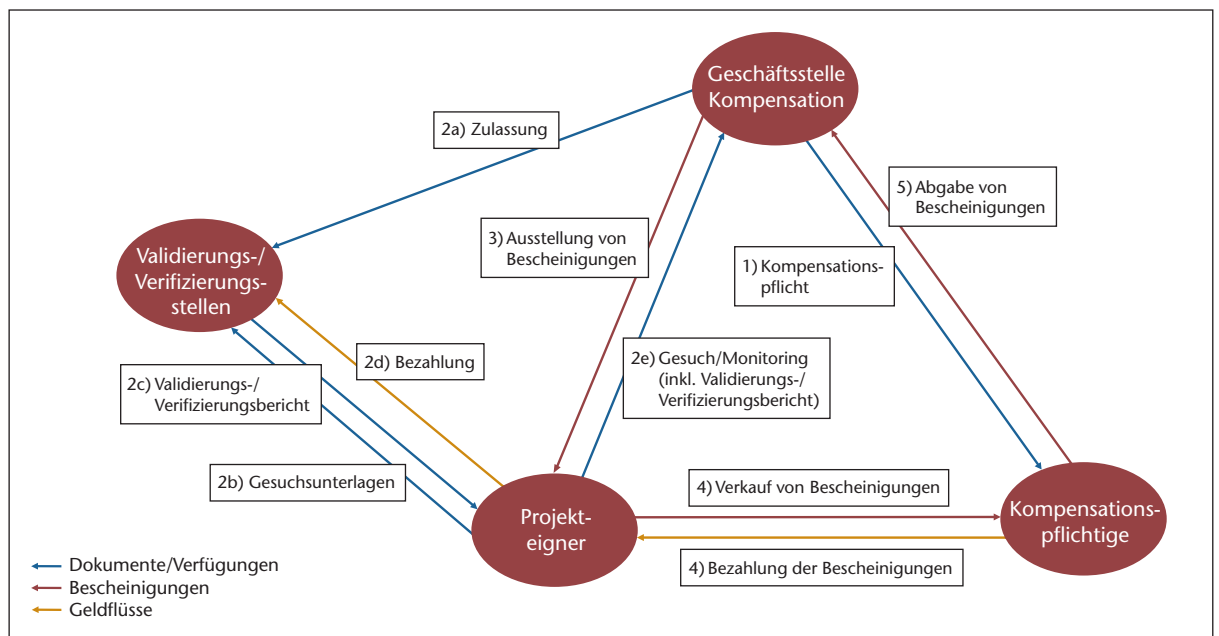 Geschäftsstelle
Kompensation
2a) Zulassung
5) Abgabe von
Bescheinigungen
3) Ausstellung von
Bescheinigungen
1) Kompensations-
pflicht
Validierungs-/
Verifizierungs-
stellen
2d) Bezahlung
2e) Gesuch/Monitoring
(inkl. Validierungs-/
Verifizierungsbericht)
2c) Validierungs-/
Verifizierungsbericht
2b) Gesuchsunterlagen
4) Verkauf von Bescheinigungen
Projekt-
eigner
Kompensations-
pflichtige
4) Bezahlung der Bescheinigungen
Dokumente/Verfügungen
Bescheinigungen
Geldflüsse